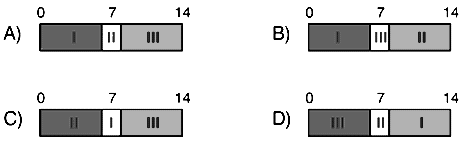 0 7 14
A) I II III
0 7 14
B) I III II
0 7 14
C) II I III
0 7 14
D) III II I